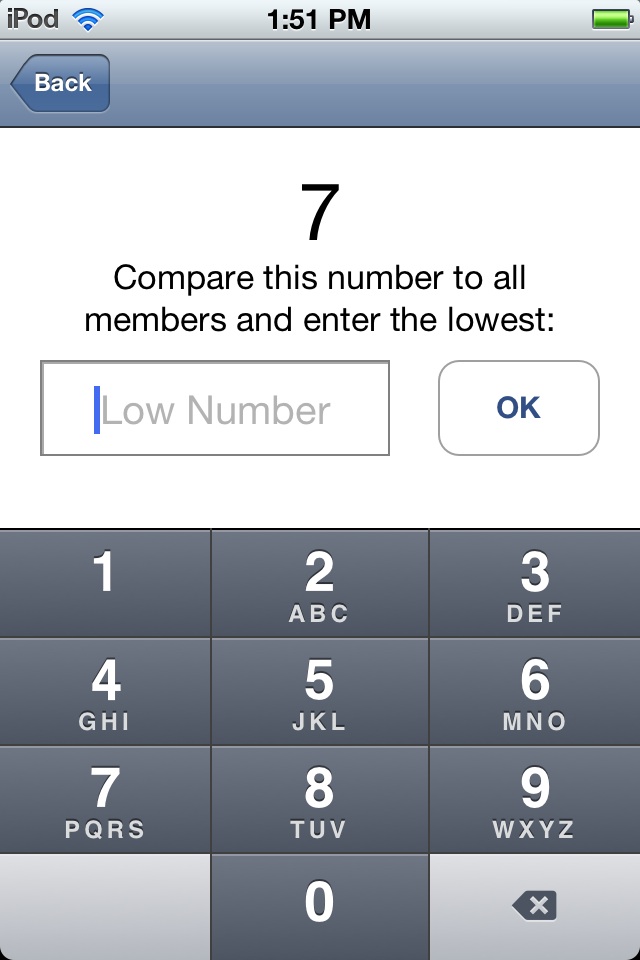 iPod 1:51 PM
Back
7
Compare this number to all
members and enter the lowest:
Low Number OK
1 2 3
ABC DEF
4 5 6
GHI JKL MNO
7 8 9
PQRS TUV WXYZ
0